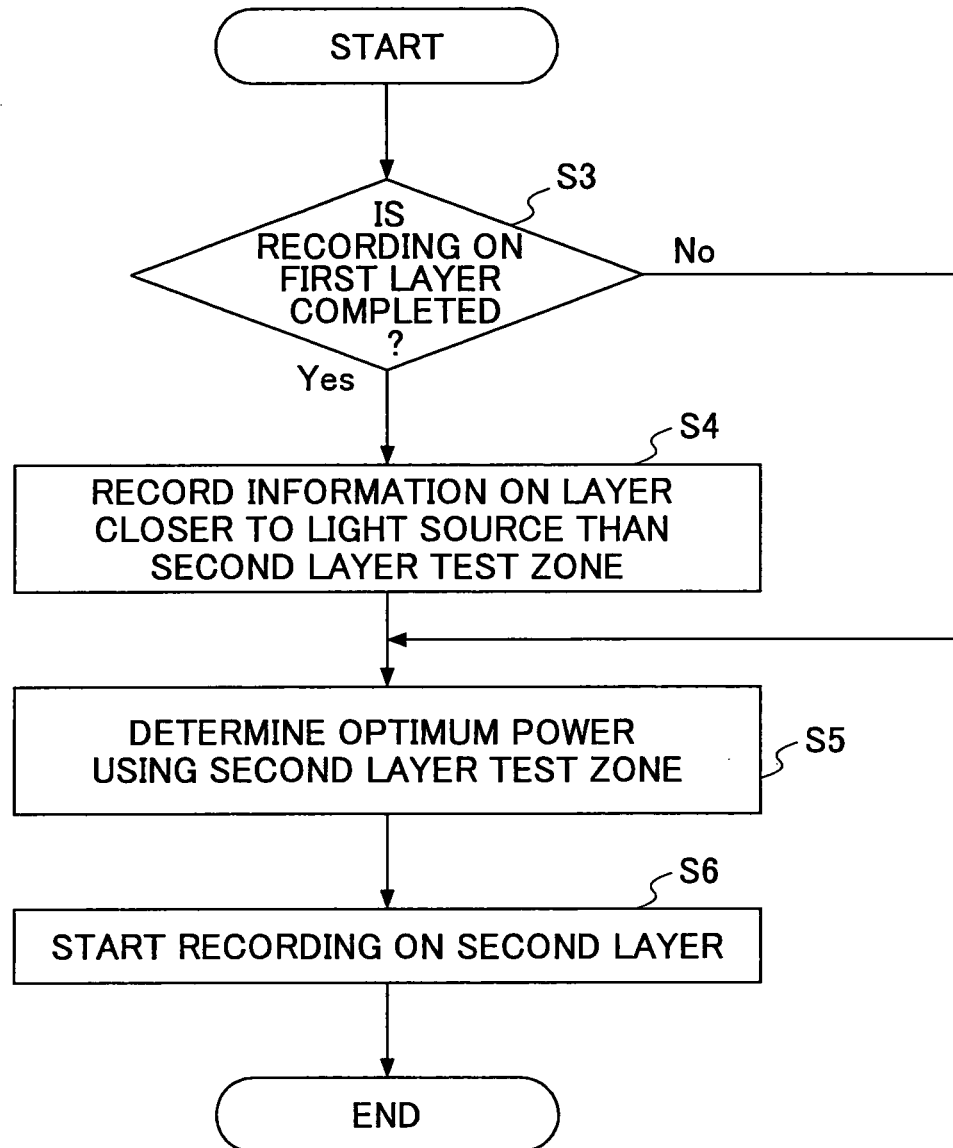 START
S3
IS
RECORDING ON
FIRST LAYER
COMPLETED
?
No
Yes
S4
RECORD INFORMATION ON LAYER
CLOSER TO LIGHT SOURCE THAN
SECOND LAYER TEST ZONE
DETERMINE OPTIMUM POWER
USING SECOND LAYER TEST ZONE
S5
S6
START RECORDING ON SECOND LAYER
END